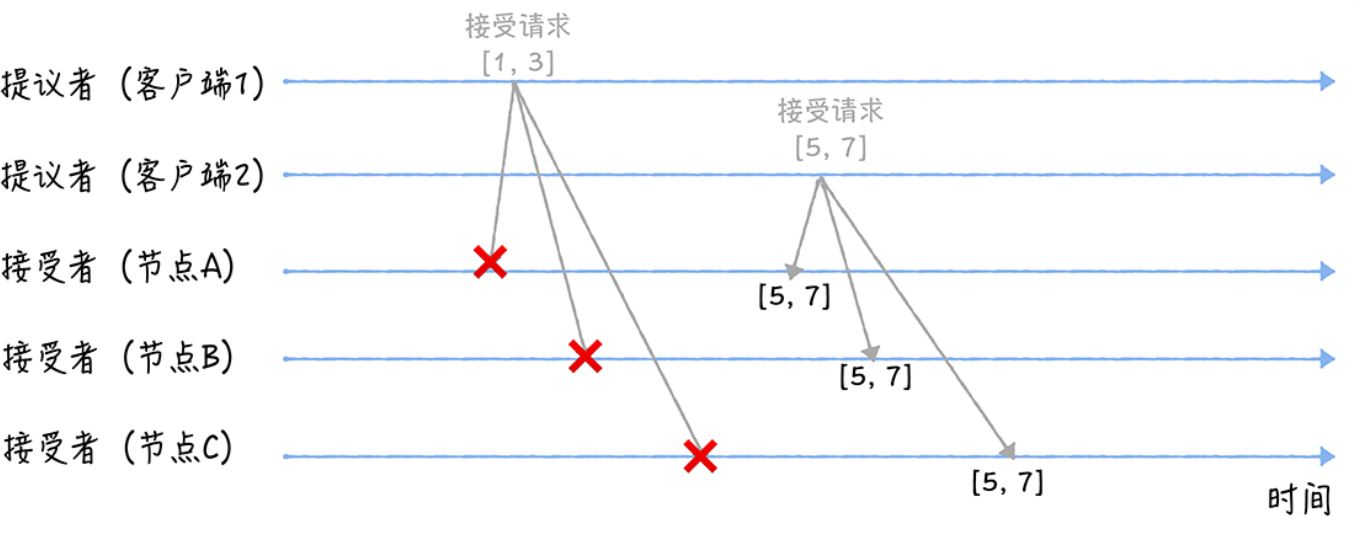 接受请求
[1, 3]
提议者（客户端1）
接受请求
[5, 7]
提议者（客户端2）
接受者（节点A）
[5, 7]
接受者（节点B）
[5, 7]
接受者（节点C）
[5, 7]
时间